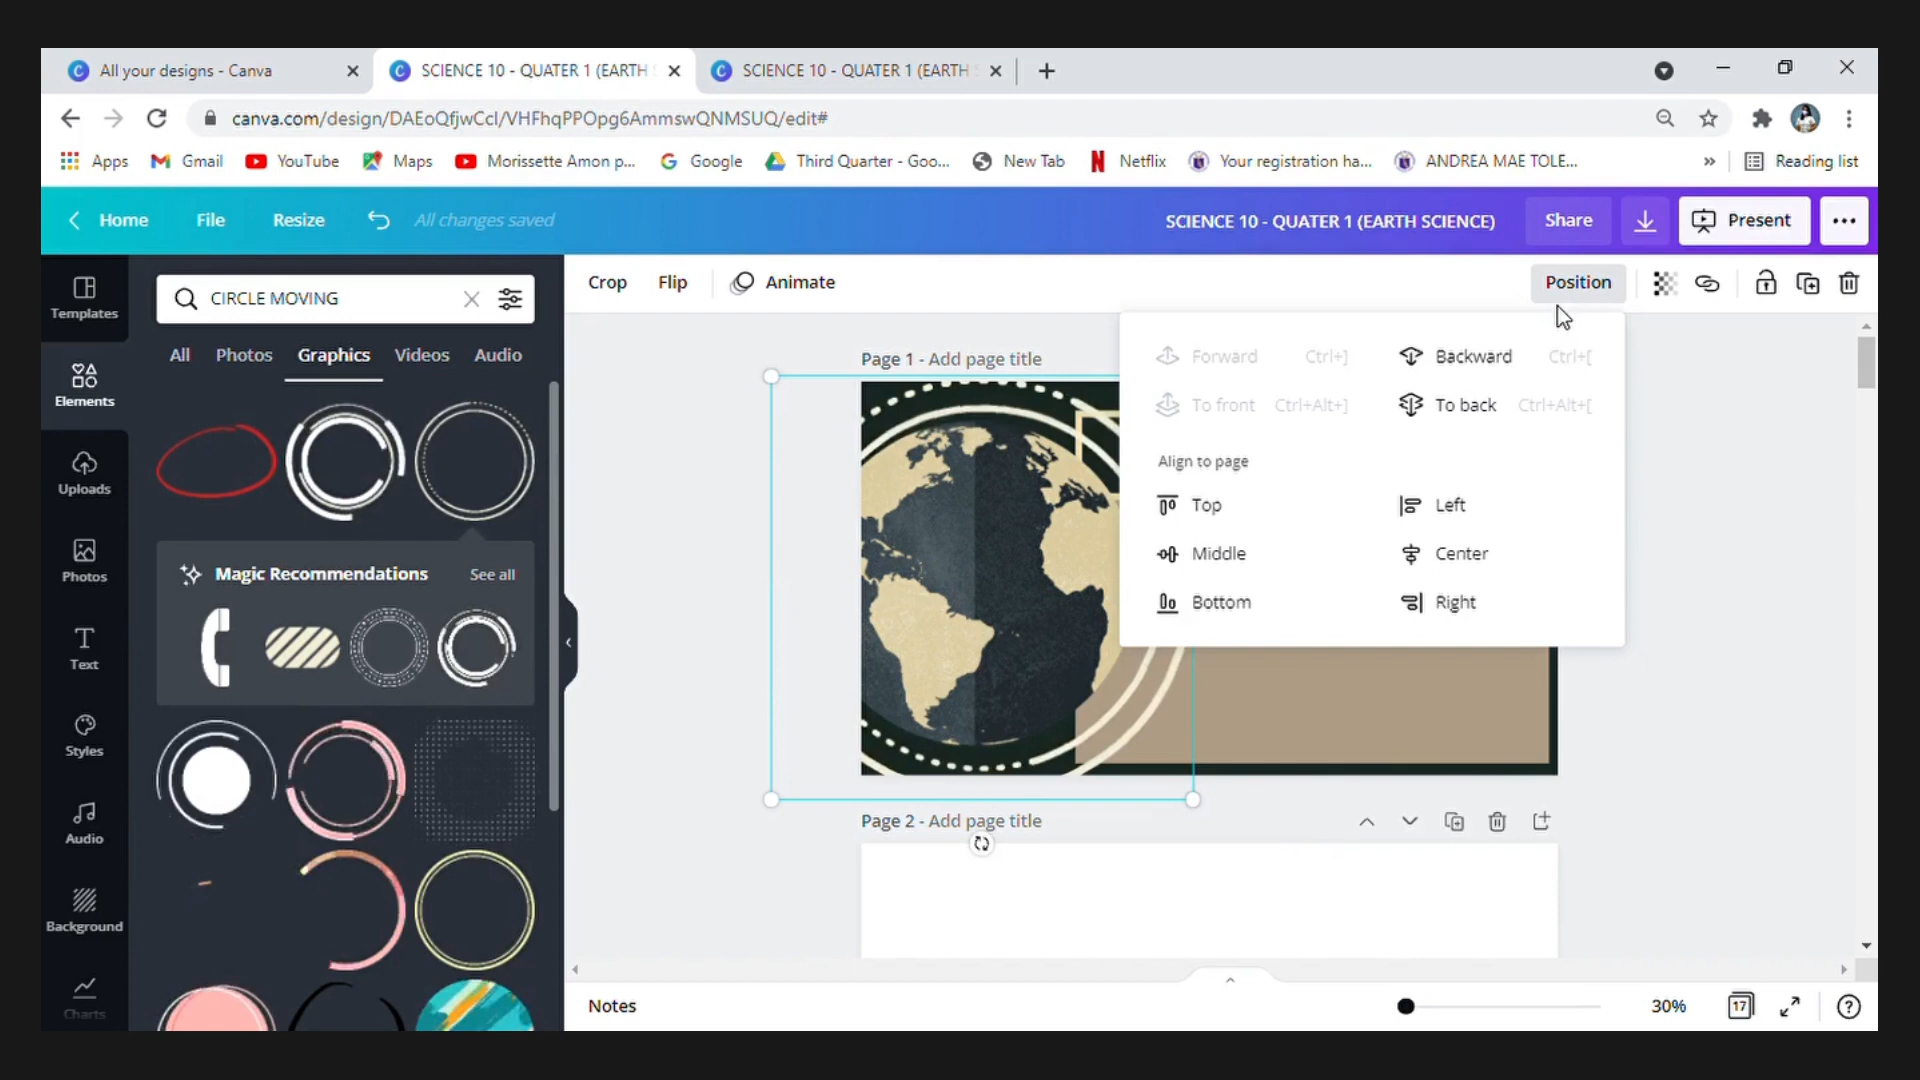 All your designs - Canva
SCIENCE 10 - QUATER 1 (EARTH
SCIENCE 10 - QUATER 1 (EARTH
canva.com/design/DAEoQfjwCcI/VHFhqPPOpg6AmmswQNMSUQ/edit#
Apps
Gmail
YouTube
Maps
Morissette Amon p...
Google
Third Quarter - Goo...
New Tab
Netflix
Your registration ha...
ANDREA MAE TOLE...
»
Reading list
Home
File
Resize
All changes saved
SCIENCE 10 - QUATER 1 (EARTH SCIENCE)
Share
Present
Templates
Elements
Uploads
Photos
Text
Styles
Audio
Background
Charts
CIRCLE MOVING
All
Photos
Graphics
Videos
Audio
Magic Recommendations
See all
Crop
Flip
Animate
Position
Page 1 - Add page title
Forward Ctrl+]
Backward Ctrl+[
To front Ctrl+Alt+]
To back Ctrl+Alt+[
Align to page
Top
Left
Middle
Center
Bottom
Right
Page 2 - Add page title
Notes
30%
17